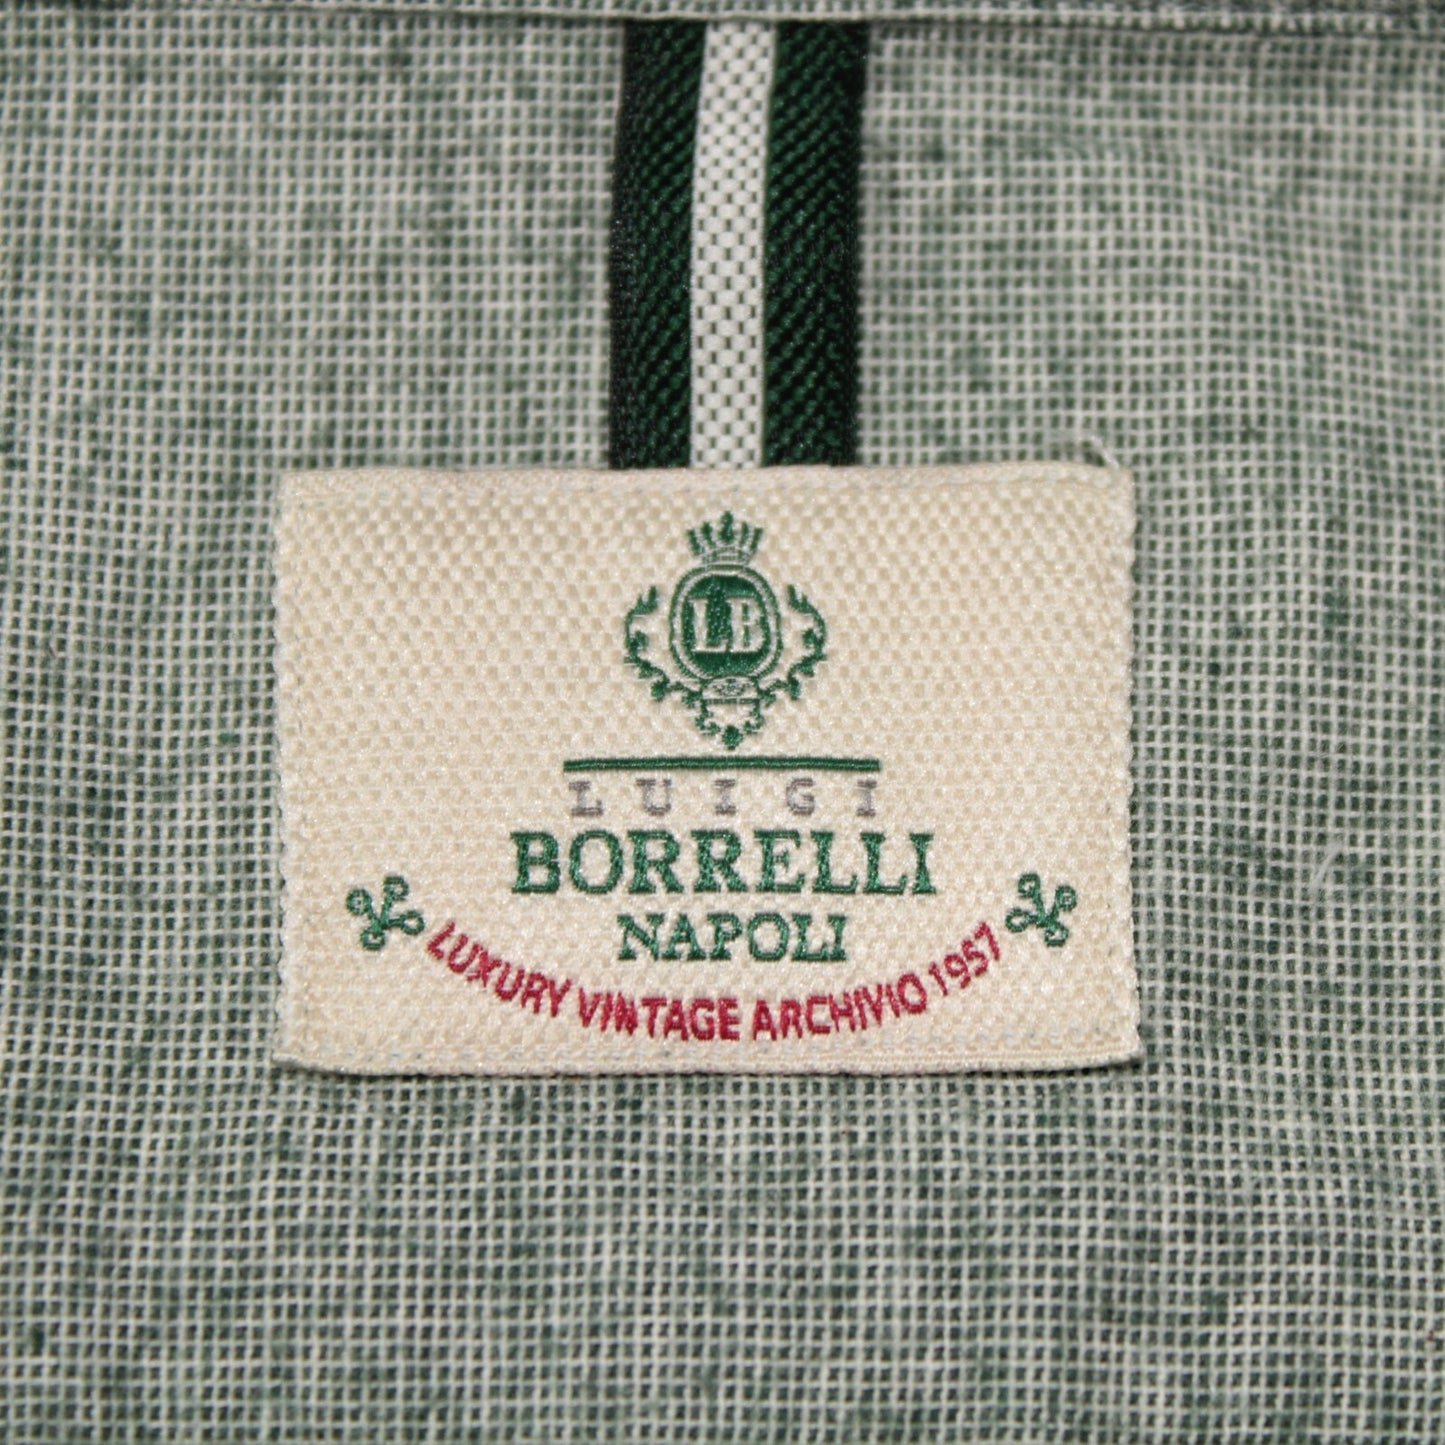 LB
LUIGI
BORRELLI
NAPOLI
LUXURY VINTAGE ARCHIVIO 1957